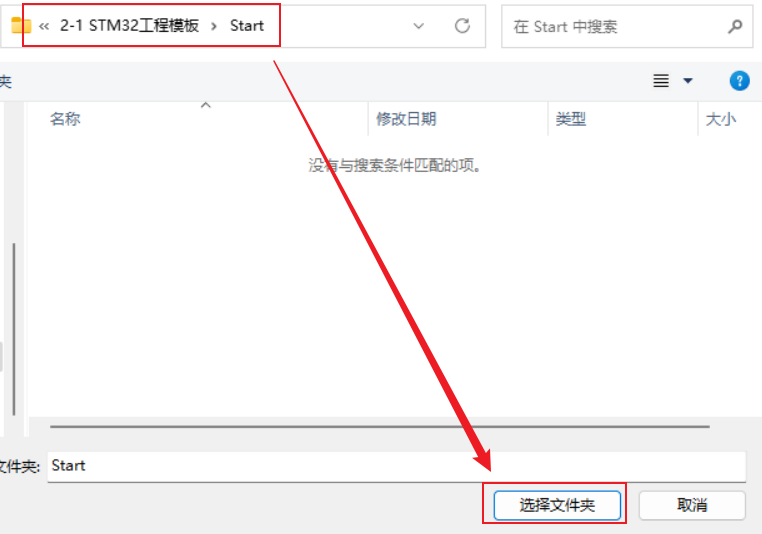 « 2-1 STM32工程模板 › Start
在 Start 中搜索
夹
名称 修改日期 类型 大小
没有与搜索条件匹配的项。
文件夹: Start
选择文件夹 取消